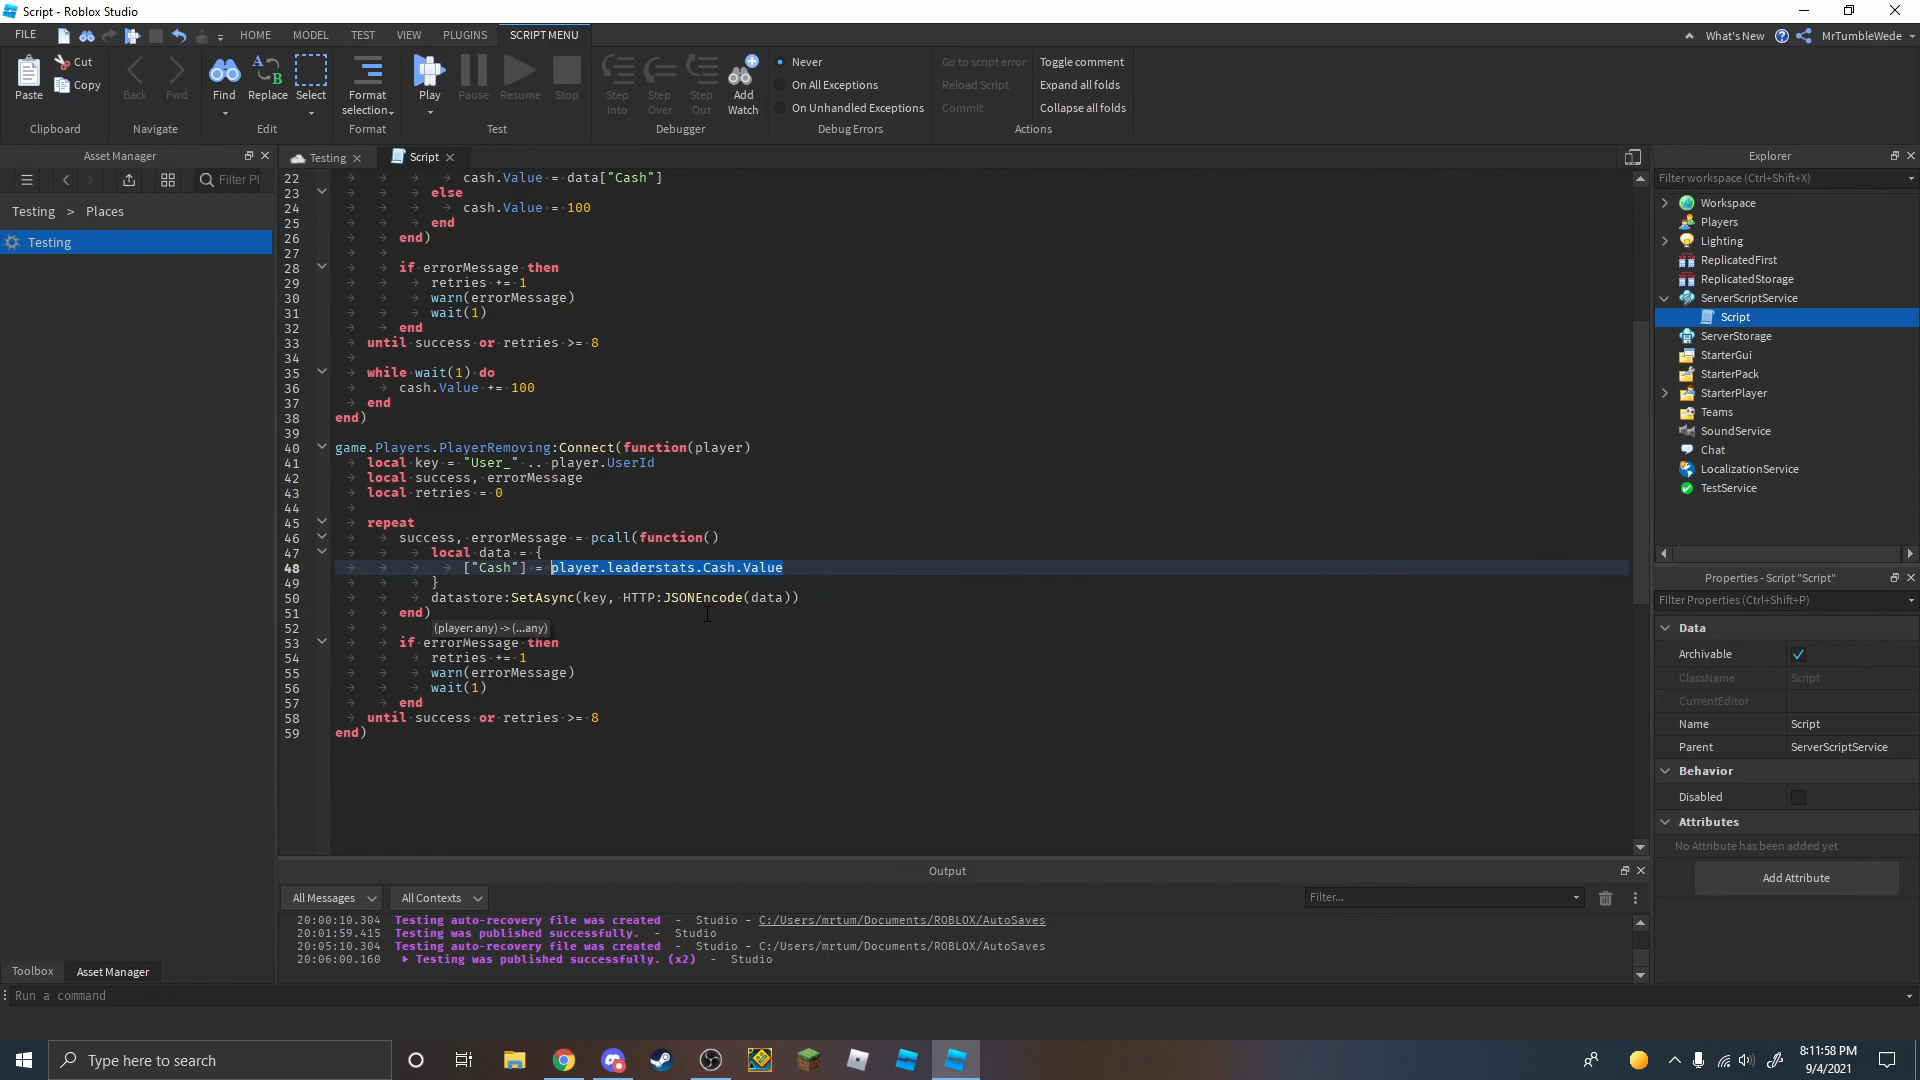 Script - Roblox Studio
FILE
HOME
MODEL
TEST
VIEW
PLUGINS
SCRIPT MENU
What's New
MrTumbleWede
Paste
Cut
Copy
Clipboard
Back
Fwd
Navigate
Find
Replace
Select
Edit
Format
selection
Format
Play
Pause
Resume
Stop
Test
Step
Into
Step
Over
Step
Out
Add
Watch
Debugger
Never
On All Exceptions
On Unhandled Exceptions
Debug Errors
Go to script error
Reload Script
Commit
Toggle comment
Expand all folds
Collapse all folds
Actions
Asset Manager
Filter Pl
Testing > Places
Testing
Testing
Script
22 cash.Value = data["Cash"]
23 else
24 cash.Value = 100
25 end
26 end)
27
28 if errorMessage then
29 retries += 1
30 warn(errorMessage)
31 wait(1)
32 end
33 until success or retries >= 8
34
35 while wait(1) do
36 cash.Value += 100
37 end
38 end)
39
40 game.Players.PlayerRemoving:Connect(function(player)
41 local key = "User_" .. player.UserId
42 local success, errorMessage
43 local retries = 0
44
45 repeat
46 success, errorMessage = pcall(function()
47 local data = {
48 ["Cash"] = player.leaderstats.Cash.Value
49 }
50 datastore:SetAsync(key, HTTP:JSONEncode(data))
51 end)
52 (player: any) -> (...any)
53 if errorMessage then
54 retries += 1
55 warn(errorMessage)
56 wait(1)
57 end
58 until success or retries >= 8
59 end)
Explorer
Filter workspace (Ctrl+Shift+X)
Workspace
Players
Lighting
ReplicatedFirst
ReplicatedStorage
ServerScriptService
Script
ServerStorage
StarterGui
StarterPack
StarterPlayer
Teams
SoundService
Chat
LocalizationService
TestService
Properties - Script "Script"
Filter Properties (Ctrl+Shift+P)
Data
Archivable
ClassName Script
CurrentEditor
Name Script
Parent ServerScriptService
Behavior
Disabled
Attributes
No Attribute has been added yet
Add Attribute
Output
All Messages
All Contexts
Filter...
20:00:10.304 Testing auto-recovery file was created - Studio - C:/Users/mrtum/Documents/ROBLOX/AutoSaves
20:01:59.415 Testing was published successfully. - Studio
20:05:10.304 Testing auto-recovery file was created - Studio - C:/Users/mrtum/Documents/ROBLOX/AutoSaves
20:06:00.160 Testing was published successfully. (x2) - Studio
Toolbox
Asset Manager
Run a command
Type here to search
8:11:58 PM
9/4/2021